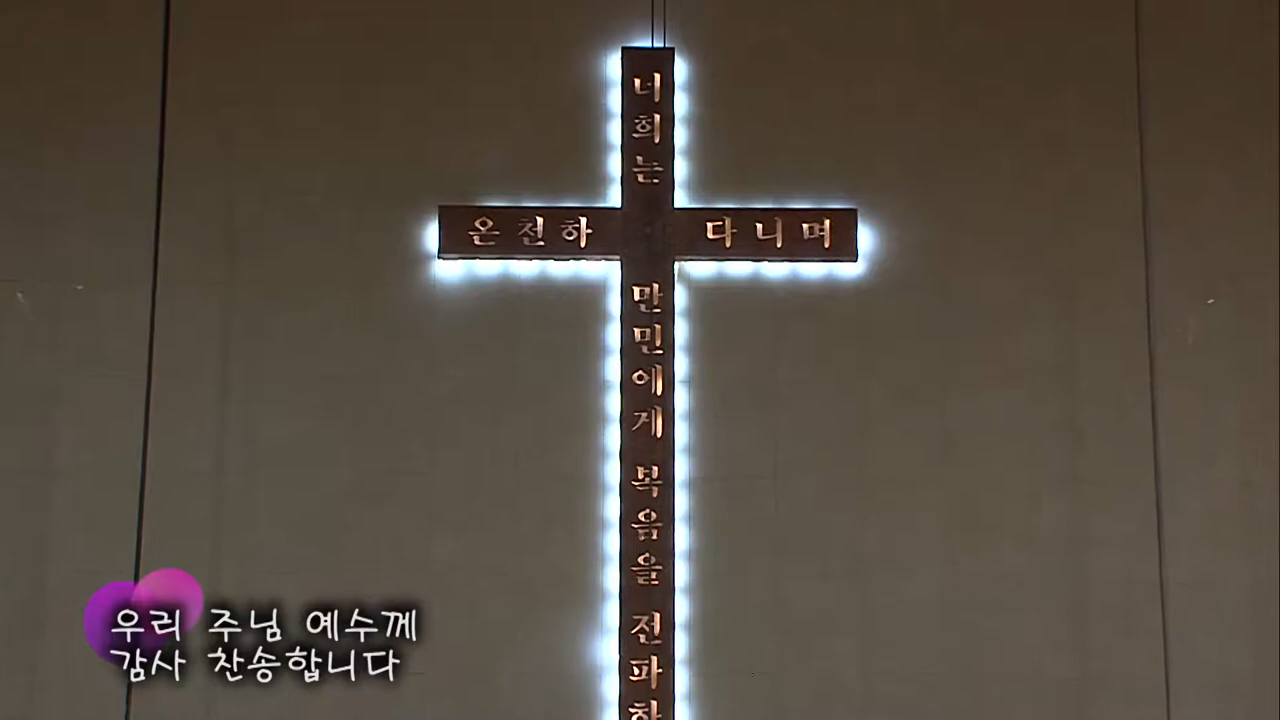 너희는
온천하 다니며
만민에게 복음을 전파하
우리 주님 예수께
감사 찬송합니다